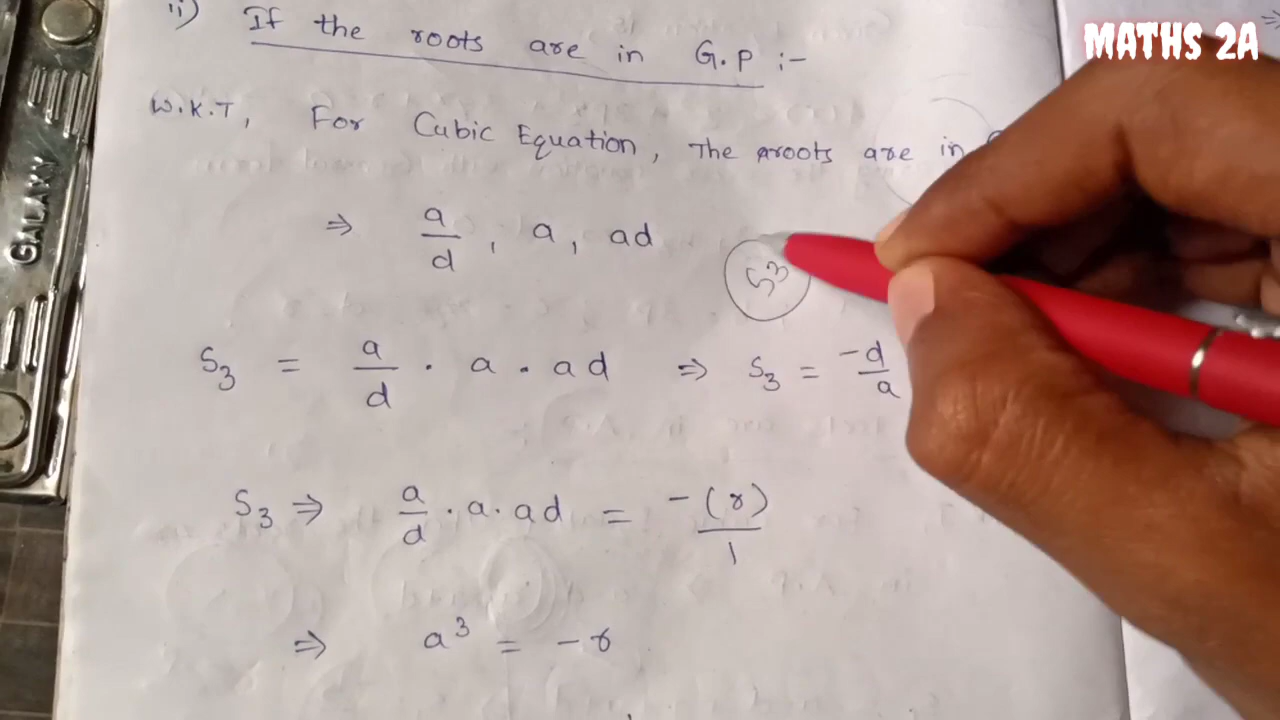 MATHS 2A
ii) If the roots are in G.P :-
W.K.T, For Cubic Equation, The roots are in
⇒ a/d, a, ad
S3
S3 = a/d . a . ad ⇒ S3 = -d/a
S3 ⇒ a/d . a . ad = -(r)/1
⇒ a³ = -r
GALAWN